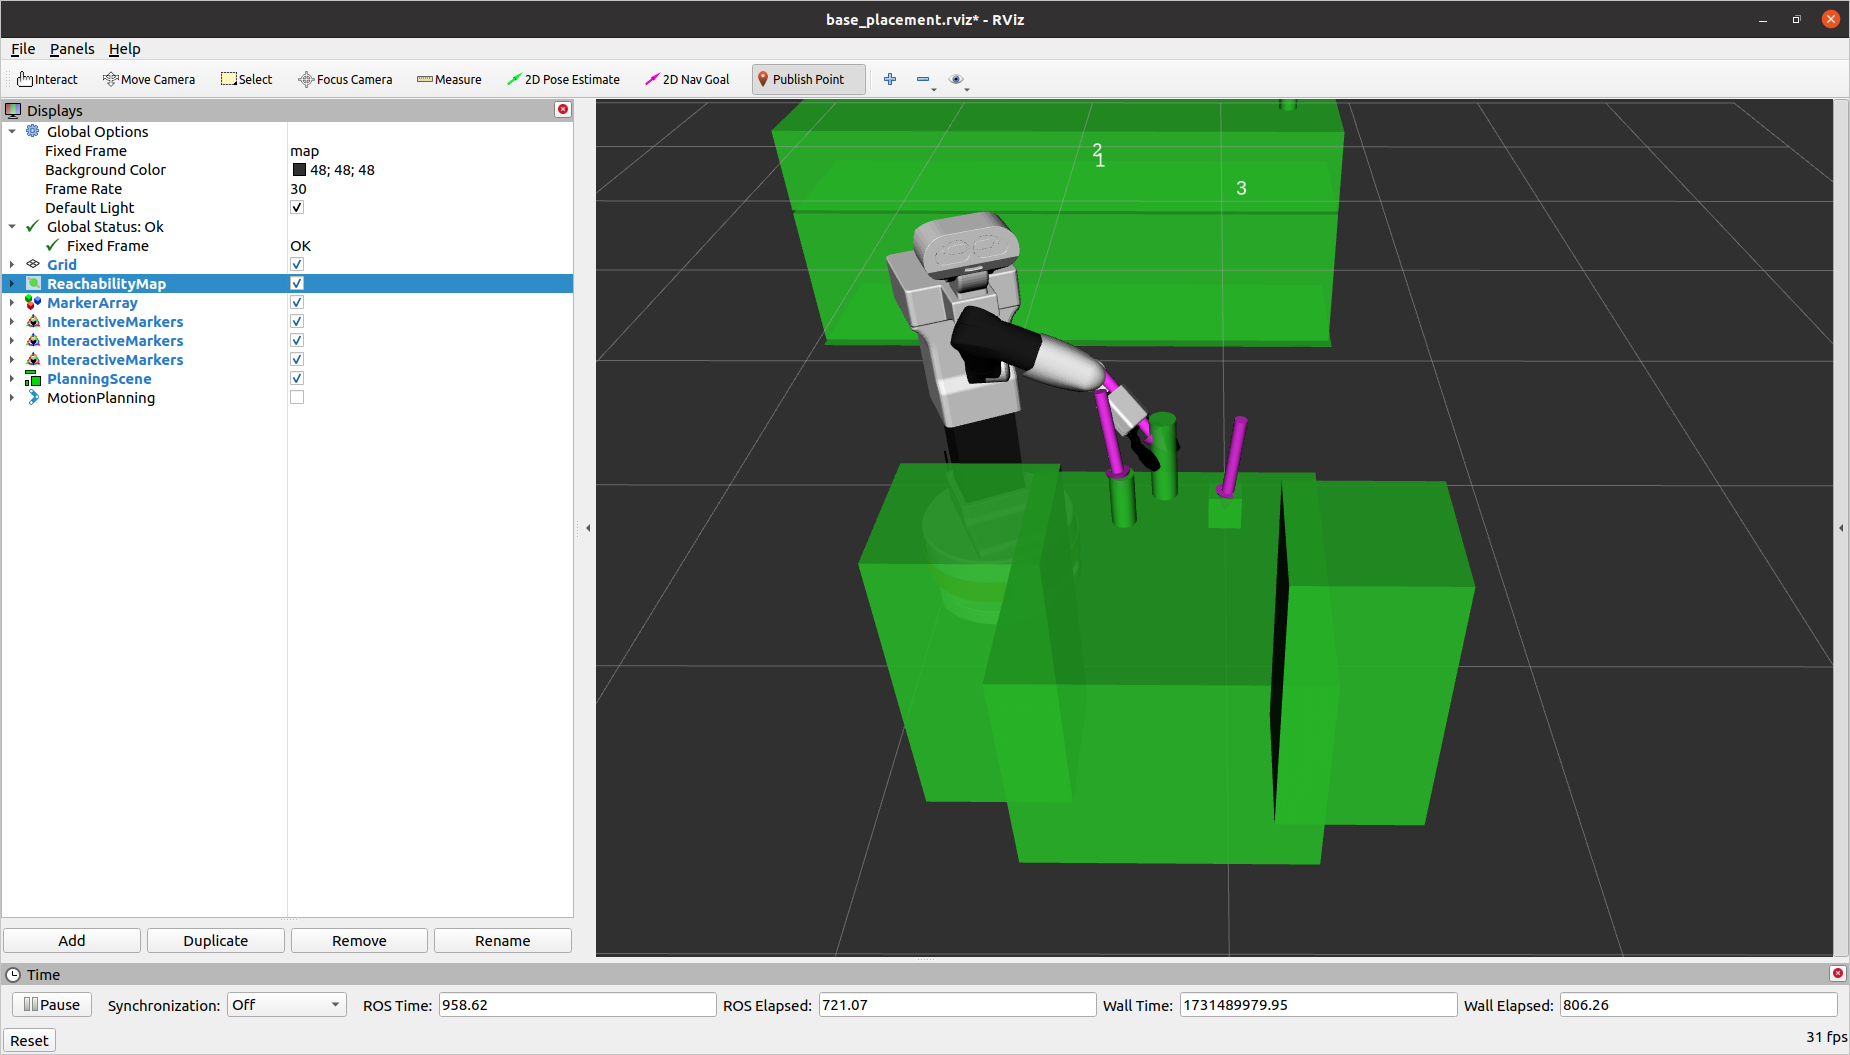 base_placement.rviz* - RViz
File Panels Help
Interact Move Camera Select Focus Camera Measure 2D Pose Estimate 2D Nav Goal Publish Point
Displays
Global Options
Fixed Frame map
Background Color 48; 48; 48
Frame Rate 30
Default Light
Global Status: Ok
Fixed Frame OK
Grid
ReachabilityMap
MarkerArray
InteractiveMarkers
InteractiveMarkers
InteractiveMarkers
PlanningScene
MotionPlanning
2
1
3
Add Duplicate Remove Rename
Time
Pause Synchronization: Off ROS Time: 958.62 ROS Elapsed: 721.07 Wall Time: 1731489979.95 Wall Elapsed: 806.26
Reset 31 fps